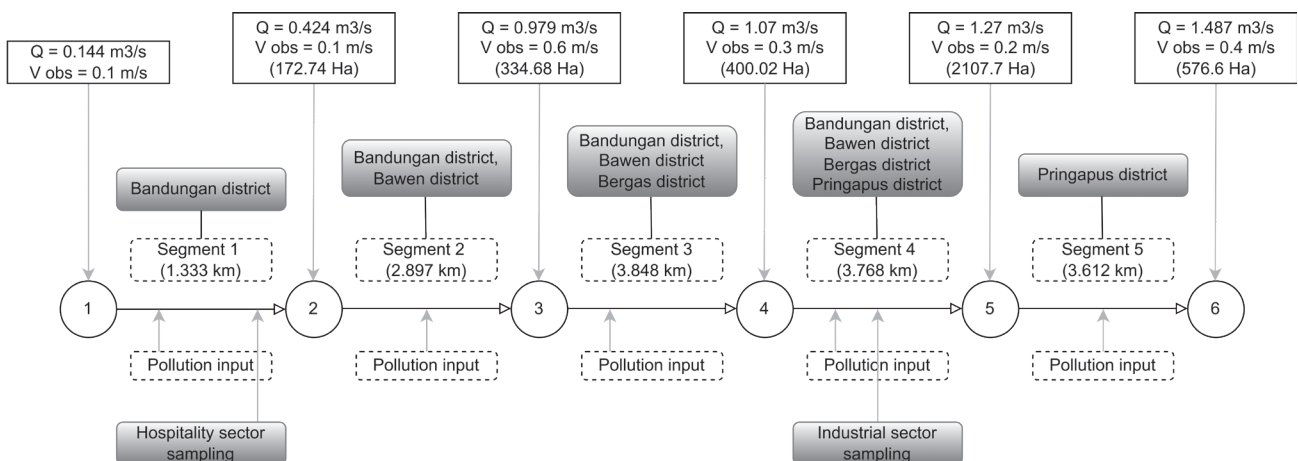 Q = 0.144 m3/s
V obs = 0.1 m/s
Q = 0.424 m3/s
V obs = 0.1 m/s
(172.74 Ha)
Q = 0.979 m3/s
V obs = 0.6 m/s
(334.68 Ha)
Q = 1.07 m3/s
V obs = 0.3 m/s
(400.02 Ha)
Q = 1.27 m3/s
V obs = 0.2 m/s
(2107.7 Ha)
Q = 1.487 m3/s
V obs = 0.4 m/s
(576.6 Ha)
Bandungan district
Bandungan district,
Bawen district
Bandungan district,
Bawen district
Bergas district
Bandungan district,
Bawen district
Bergas district
Pringapus district
Pringapus district
Segment 1
(1.333 km)
Segment 2
(2.897 km)
Segment 3
(3.848 km)
Segment 4
(3.768 km)
Segment 5
(3.612 km)
1
2
3
4
5
6
Pollution input
Pollution input
Pollution input
Pollution input
Pollution input
Hospitality sector
sampling
Industrial sector
sampling